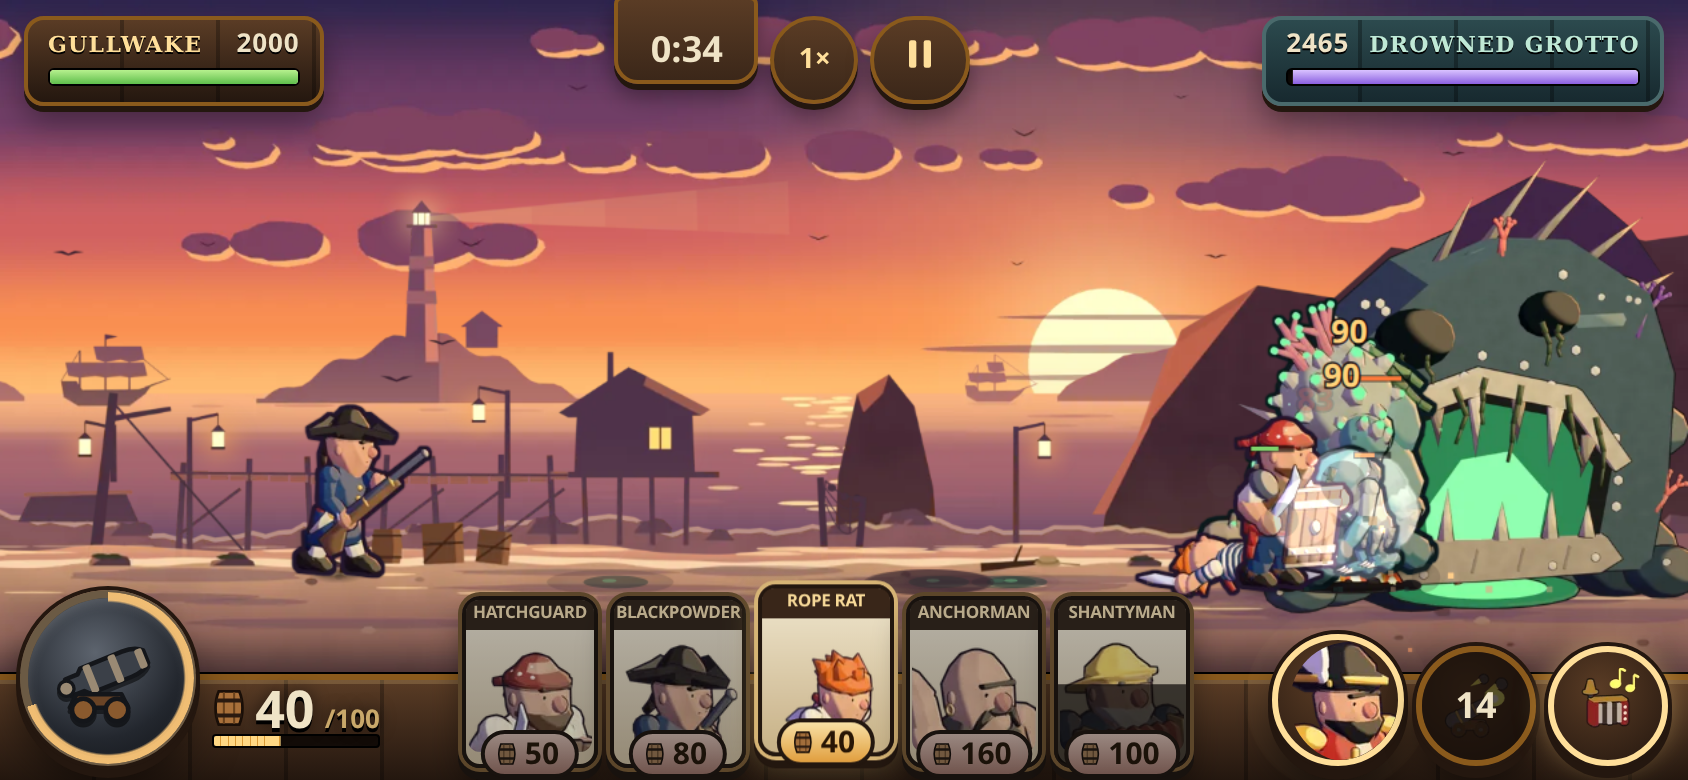 GULLWAKE 2000
0:34
1×
2465 DROWNED GROTTO
90
90
40 /100
HATCHGUARD
50
BLACKPOWDER
80
ROPE RAT
40
ANCHORMAN
160
SHANTYMAN
100
14